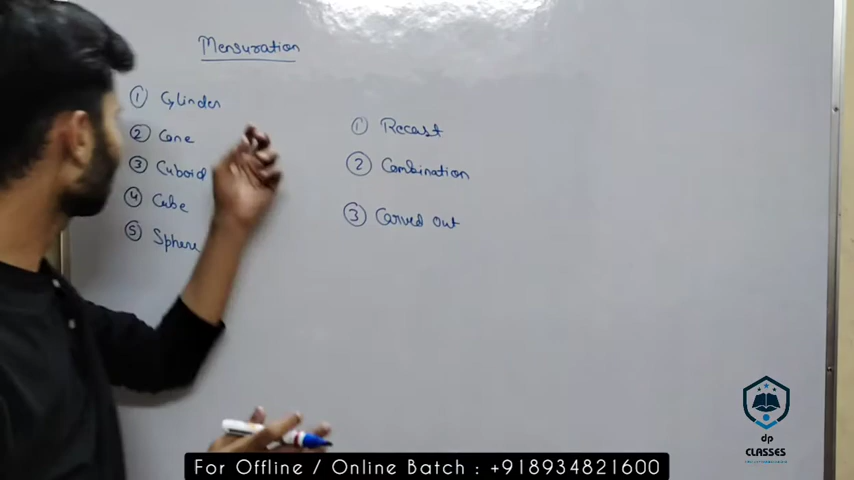 Mensuration
① Cylinder
② Cone
③ Cuboid
④ Cube
⑤ Sphere
① Recast
② Combination
③ Carved Out
dp
CLASSES
For Offline / Online Batch : +918934821600